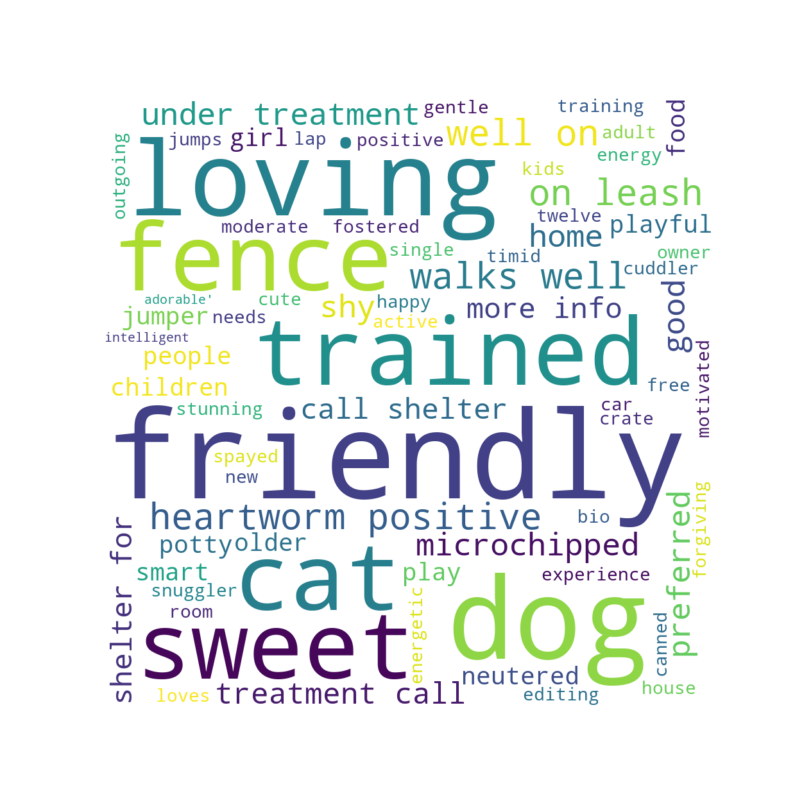 under treatment
gentle
training
food
jumps
girl
lap
positive
well on
adult
outgoing
loving
energy
kids
on leash
twelve
moderate
fostered
home
playful
fence
single
timid
owner
walks well
cuddler
adorable'
cute
happy
more info
good
jumper
needs
shy
active
intelligent
trained
motivated
people
children
free
stunning
call shelter
car
crate
friendly
spayed
new
heartworm positive
bio
preferred
forgiving
potty
older
microchipped
shelter for
cat
smart
play
experience
dog
snuggler
room
energetic
canned
sweet
neutered
house
loves
treatment call
editing